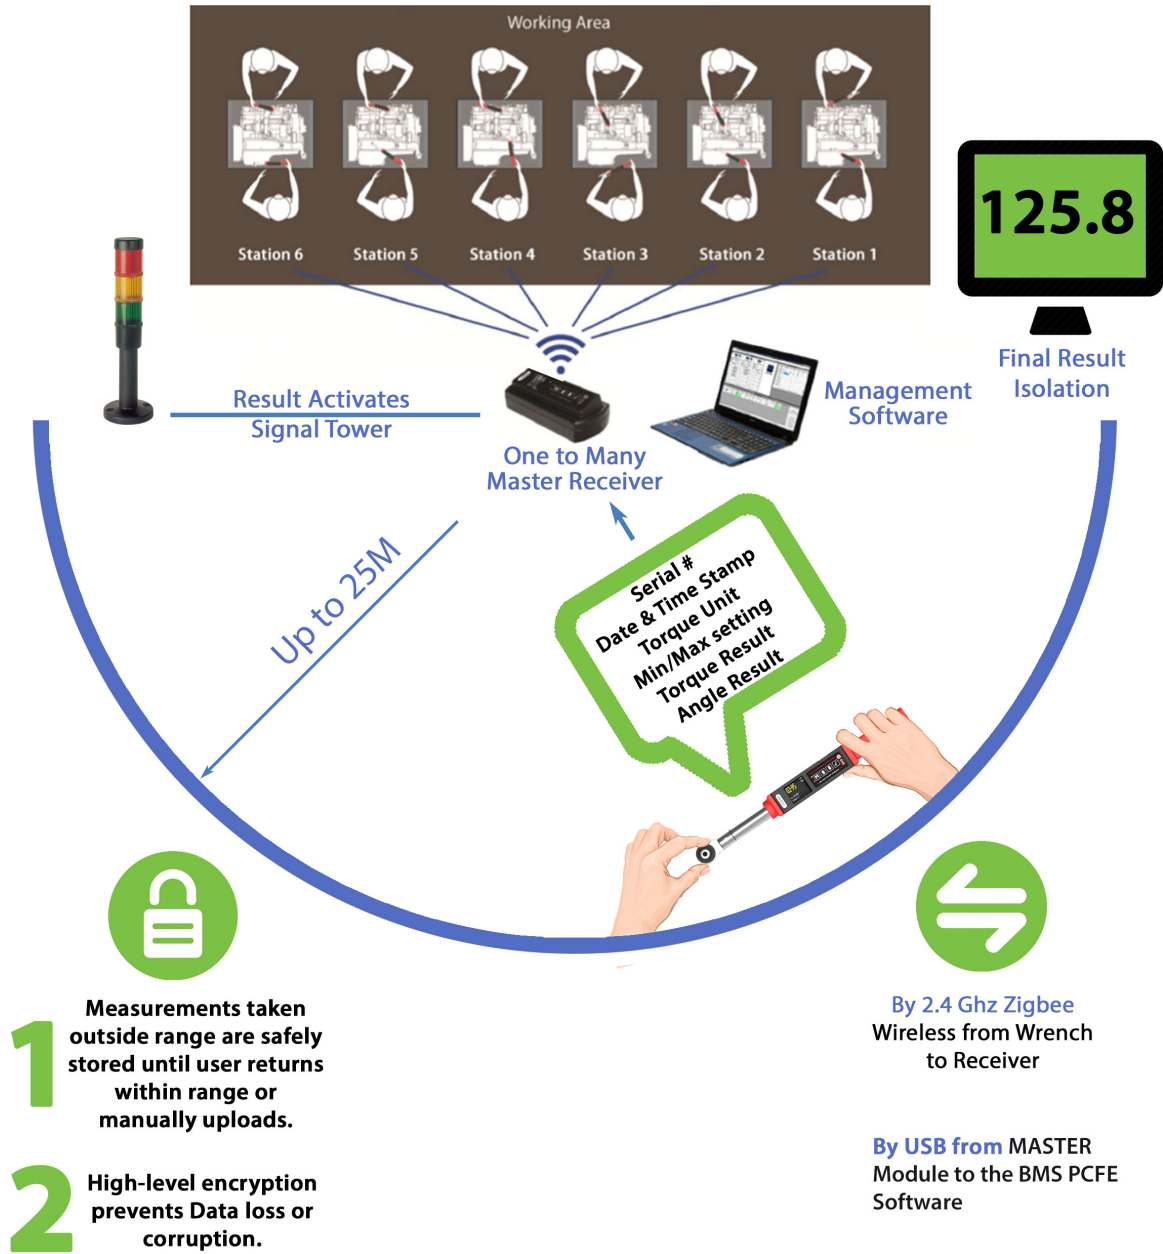 Working Area
Station 6
Station 5
Station 4
Station 3
Station 2
Station 1
125.8
Final Result
Isolation
Result Activates
Signal Tower
Management
Software
One to Many
Master Receiver
Up to 25M
Serial #
Date & Time Stamp
Torque Unit
Min/Max setting
Torque Result
Angle Result
1
Measurements taken
outside range are safely
stored until user returns
within range or
manually uploads.
2
High-level encryption
prevents Data loss or
corruption.
By 2.4 Ghz Zigbee
Wireless from Wrench
to Receiver
By USB from MASTER
Module to the BMS PCFE
Software